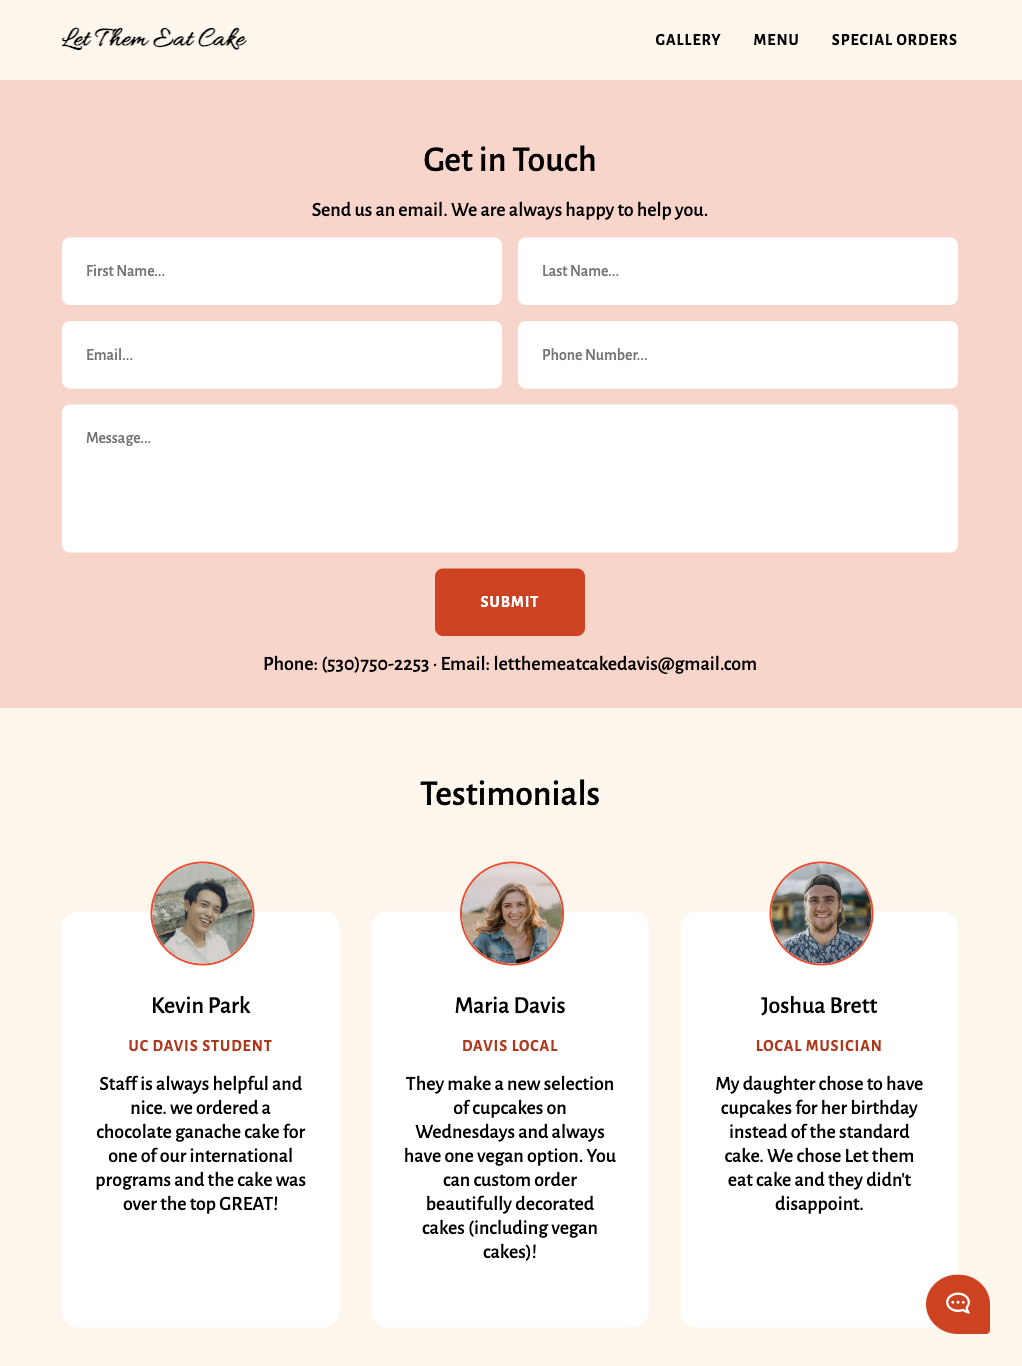 Let Them Eat Cake
GALLERY MENU SPECIAL ORDERS
Get in Touch
Send us an email. We are always happy to help you.
First Name...
Last Name...
Email...
Phone Number...
Message...
SUBMIT
Phone: (530)750-2253 · Email: letthemeatcakedavis@gmail.com
Testimonials
Kevin Park
UC DAVIS STUDENT
Staff is always helpful and
nice. we ordered a
chocolate ganache cake for
one of our international
programs and the cake was
over the top GREAT!
Maria Davis
DAVIS LOCAL
They make a new selection
of cupcakes on
Wednesdays and always
have one vegan option. You
can custom order
beautifully decorated
cakes (including vegan
cakes)!
Joshua Brett
LOCAL MUSICIAN
My daughter chose to have
cupcakes for her birthday
instead of the standard
cake. We chose Let them
eat cake and they didn't
disappoint.